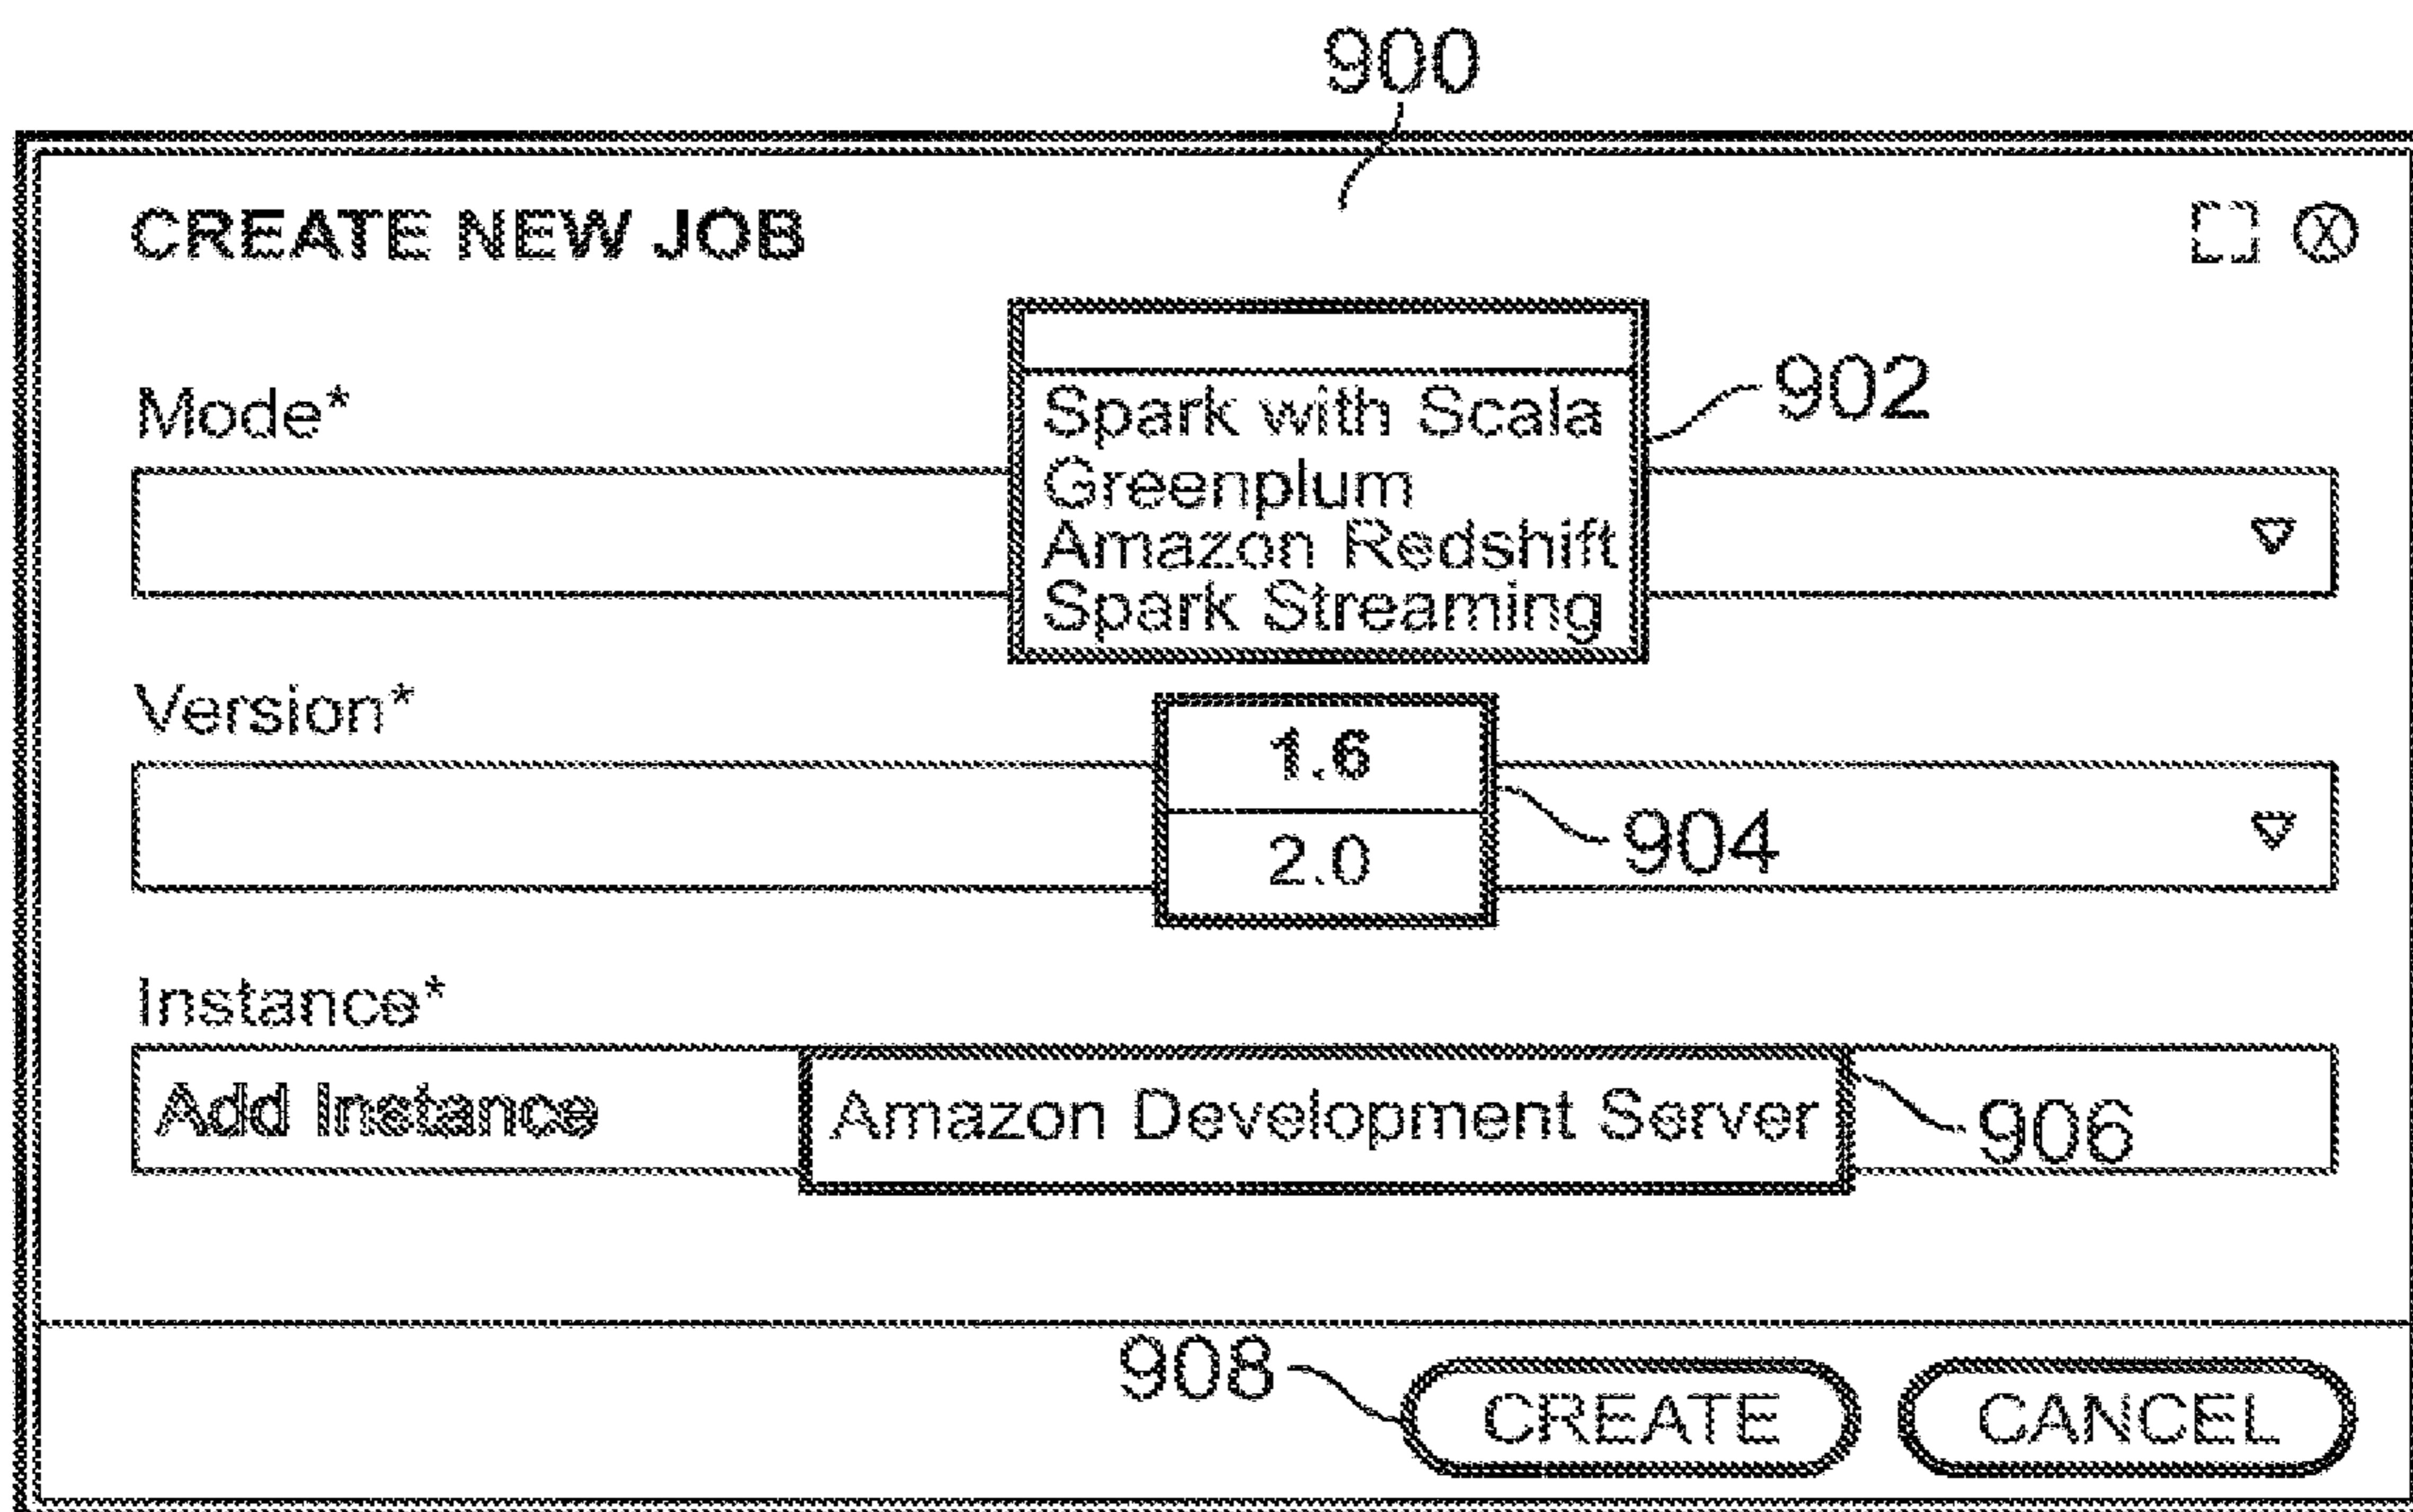 900
CREATE NEW JOB
Mode*
Spark with Scala
Greenplum
Amazon Redshift
Spark Streaming
902
Version*
1.6
2.0
904
Instance*
Add Instance
Amazon Development Server
906
908
CREATE
CANCEL